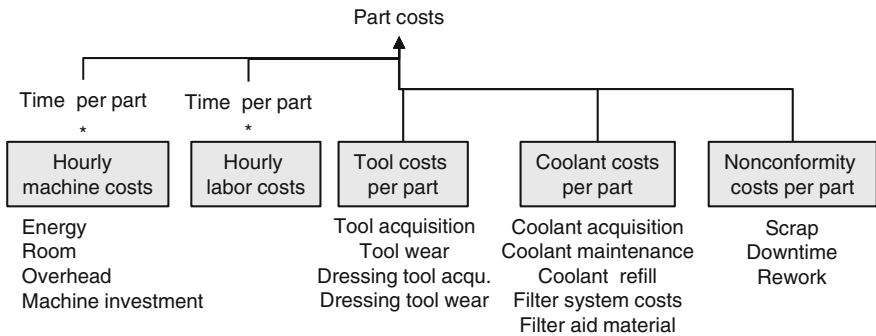 Part costs
Time per part
*
Time per part
*
Hourly
machine costs
Hourly
labor costs
Tool costs
per part
Coolant costs
per part
Nonconformity
costs per part
Energy
Room
Overhead
Machine investment
Tool acquisition
Tool wear
Dressing tool acqu.
Dressing tool wear
Coolant acquisition
Coolant maintenance
Coolant refill
Filter system costs
Filter aid material
Scrap
Downtime
Rework